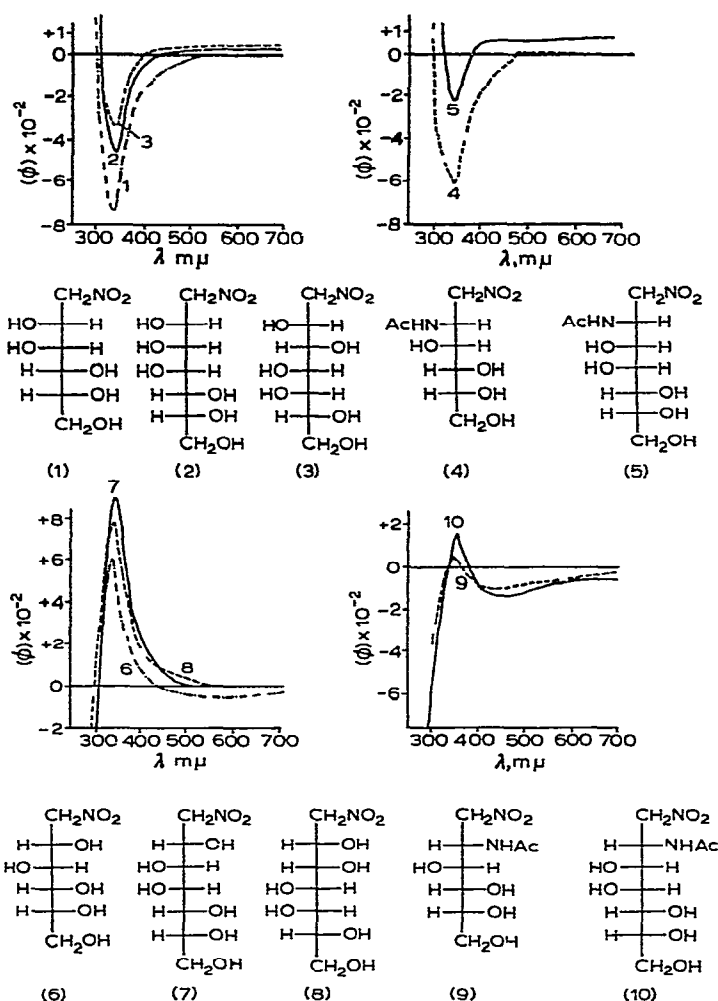 +1
0
-2
-4
-6
-8
(ϕ) × 10⁻²
3
2
1
300 400 500 600 700
λ mμ
+1
0
-2
-4
-6
-8
(ϕ) × 10⁻²
5
4
300 400 500 600 700
λ,mμ
CH₂NO₂
HO H
HO H
H OH
H OH
CH₂OH
(1)
CH₂NO₂
HO H
HO H
HO H
H OH
H OH
CH₂OH
(2)
CH₂NO₂
HO H
H OH
HO H
HO H
H OH
CH₂OH
(3)
CH₂NO₂
AcHN H
HO H
H OH
H OH
CH₂OH
(4)
CH₂NO₂
AcHN H
HO H
HO H
H OH
H OH
CH₂OH
(5)
+8
+6
+4
+2
0
-2
(ϕ) × 10⁻²
7
6
8
300 400 500 600 700
λ mμ
+2
0
-2
-4
-6
(ϕ) × 10⁻²
10
9
300 400 500 600 700
λ,mμ
CH₂NO₂
H OH
HO H
H OH
H OH
CH₂OH
(6)
CH₂NO₂
H CH
HO H
HO H
H OH
H OH
CH₂OH
(7)
CH₂NO₂
H OH
H OH
HO H
HO H
H OH
CH₂OH
(8)
CH₂NO₂
H NHAc
HO H
H OH
H OH
CH₂O4
(9)
CH₂NO₂
H NHAc
HO H
HO H
H OH
H OH
CH₂OH
(10)